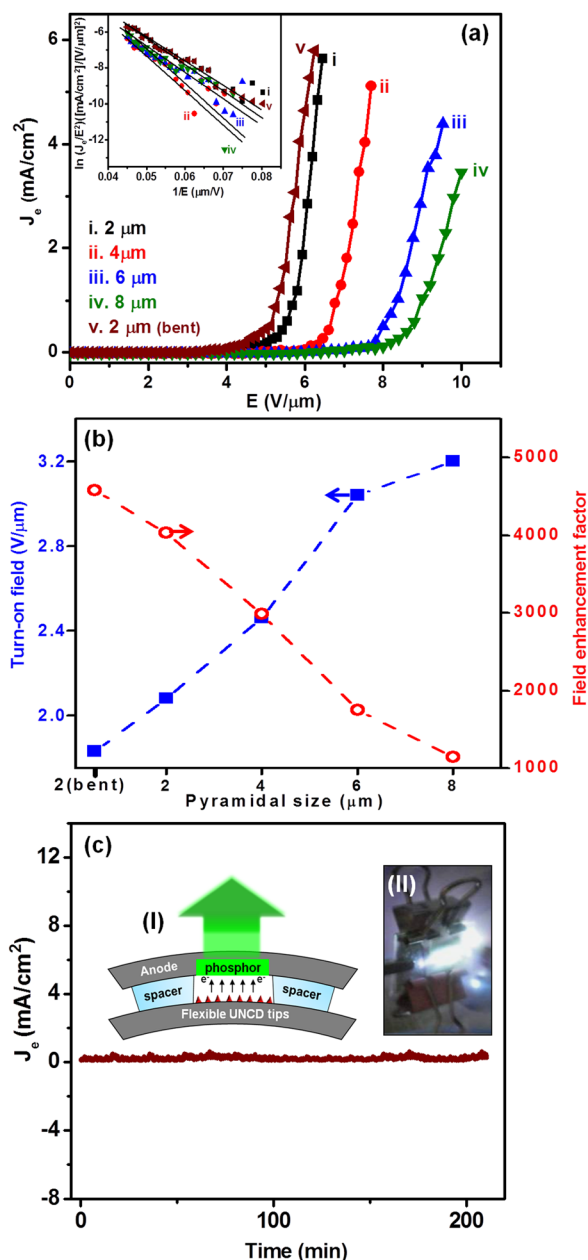 (a)
ln (Jₑ/E²)([mA/cm²]/[V/μm]²)
-6
-8
-10
-12
0.04 0.05 0.06 0.07 0.08
1/E (μm/V)
i
v
ii
iii
iv
v
i
ii
iii
iv
Jₑ (mA/cm²)
6
4
2
0
i. 2 μm
ii. 4μm
iii. 6 μm
iv. 8 μm
v. 2 μm (bent)
0 2 4 6 8 10
E (V/μm)
(b)
Turn-on field (V/μm)
3.2
2.8
2.4
2.0
5000
4000
3000
2000
1000
Field enhancement factor
2(bent) 2 4 6 8
Pyramidal size (μm)
(c)
Jₑ (mA/cm²)
12
8
4
0
-4
-8
(I)
Anode
phosphor
e⁻ e⁻
spacer spacer
Flexible UNCD tips
(II)
0 100 200
Time (min)